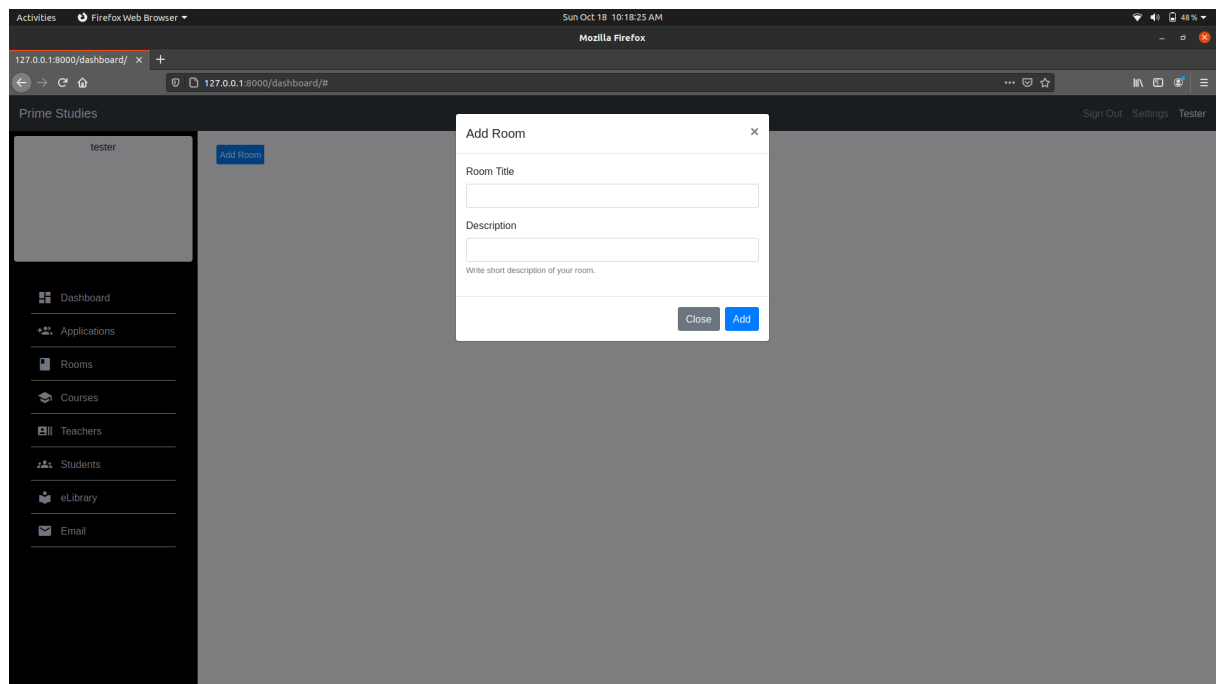 Activities Firefox Web Browser Sun Oct 18 10:18:25 AM 48 %
Mozilla Firefox
127.0.0.1:8000/dashboard/
127.0.0.1:8000/dashboard/#
Prime Studies Sign Out Settings Tester
tester
Add Room
Dashboard
Applications
Rooms
Courses
Teachers
Students
eLibrary
Email
Add Room ×
Room Title
Description
Write short description of your room.
Close Add